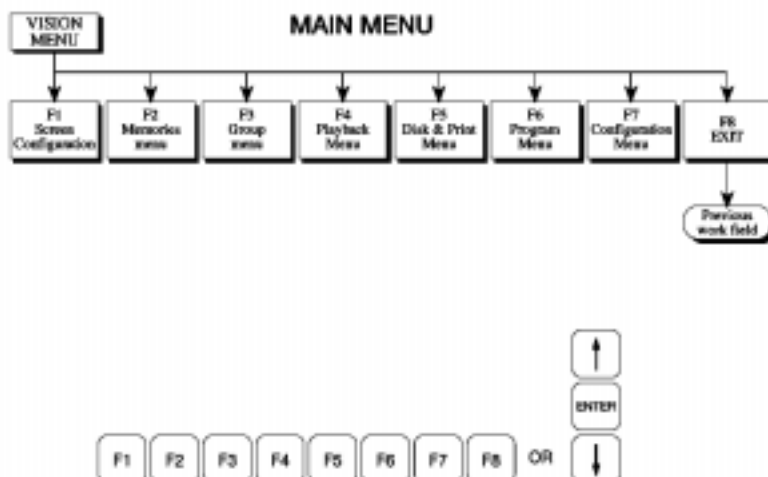 VISION
MENU
MAIN MENU
F1
Screen
Configuration
F2
Memories
menu
F3
Group
menu
F4
Playback
Menu
F5
Disk & Print
Menu
F6
Program
Menu
F7
Configuration
Menu
F8
EXIT
Previous
work field
ENTER
F1 F2 F3 F4 F5 F6 F7 F8 OR